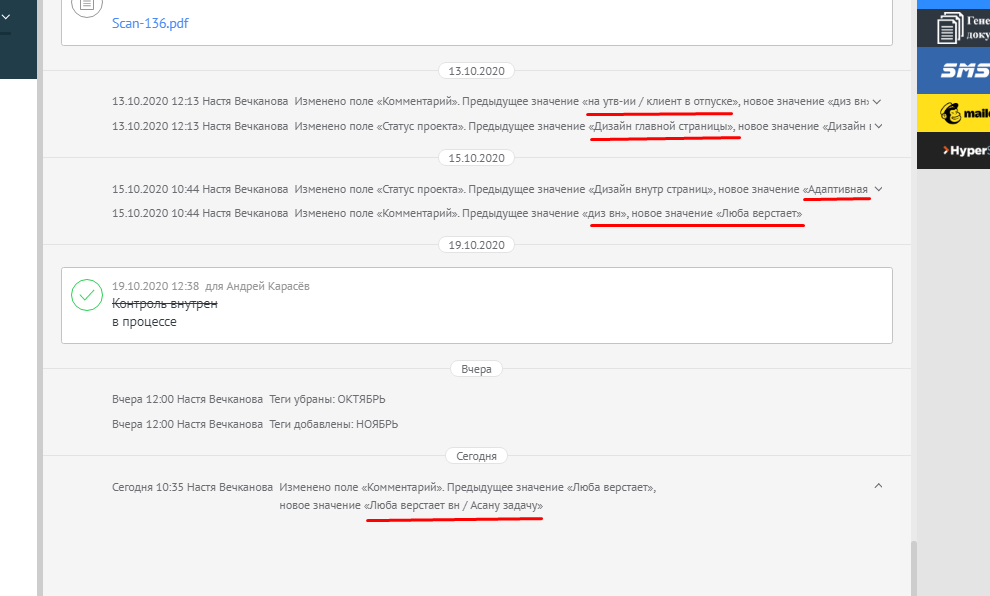 Scan-136.pdf
13.10.2020
13.10.2020 12:13 Настя Вечканова Изменено поле «Комментарий». Предыдущее значение «на утв-ии / клиент в отпуске», новое значение «диз вн»
13.10.2020 12:13 Настя Вечканова Изменено поле «Статус проекта». Предыдущее значение «Дизайн главной страницы», новое значение «Дизайн
15.10.2020
15.10.2020 10:44 Настя Вечканова Изменено поле «Статус проекта». Предыдущее значение «Дизайн внутр страниц», новое значение «Адаптивная
15.10.2020 10:44 Настя Вечканова Изменено поле «Комментарий». Предыдущее значение «диз вн», новое значение «Люба верстает»
19.10.2020
19.10.2020 12:38 для Андрей Карасёв
Контроль внутрен
в процессе
Вчера
Вчера 12:00 Настя Вечканова Теги убраны: ОКТЯБРЬ
Вчера 12:00 Настя Вечканова Теги добавлены: НОЯБРЬ
Сегодня
Сегодня 10:35 Настя Вечканова Изменено поле «Комментарий». Предыдущее значение «Люба верстает»,
новое значение «Люба верстает вн / Асану задачу»
Гене
доку
SMS
mail
Hyper